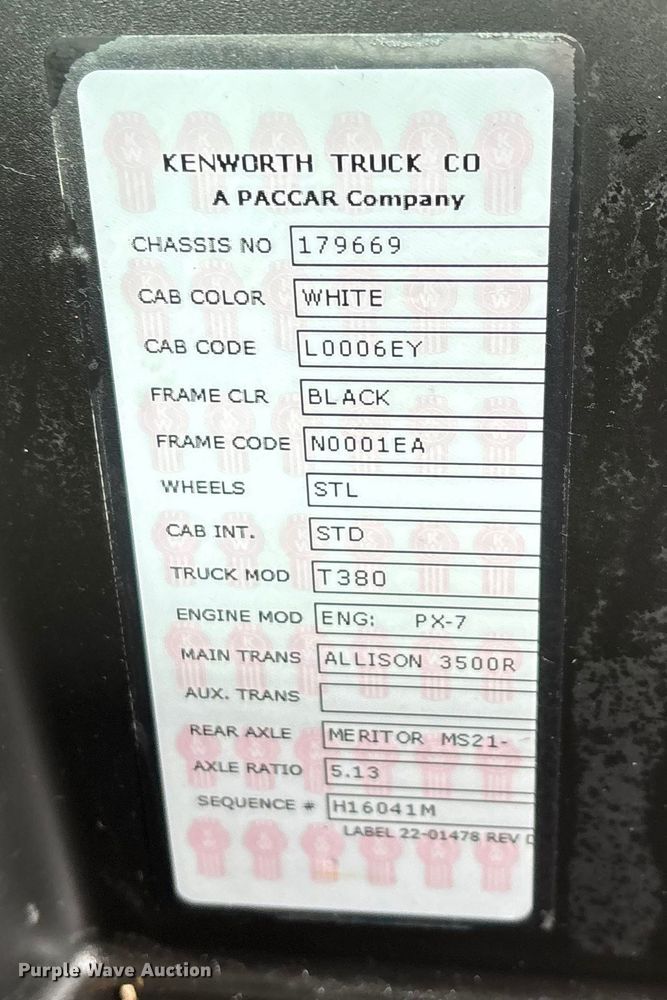 KENWORTH TRUCK CO
A PACCAR Company
CHASSIS NO 179669
CAB COLOR WHITE
CAB CODE L0006EY
FRAME CLR BLACK
FRAME CODE N0001EA
WHEELS STL
CAB INT. STD
TRUCK MOD T380
ENGINE MOD ENG: PX-7
MAIN TRANS ALLISON 3500R
AUX. TRANS
REAR AXLE MERITOR MS21-
AXLE RATIO 5.13
SEQUENCE # H16041M
LABEL 22-01478 REV D
Purple Wave Auction